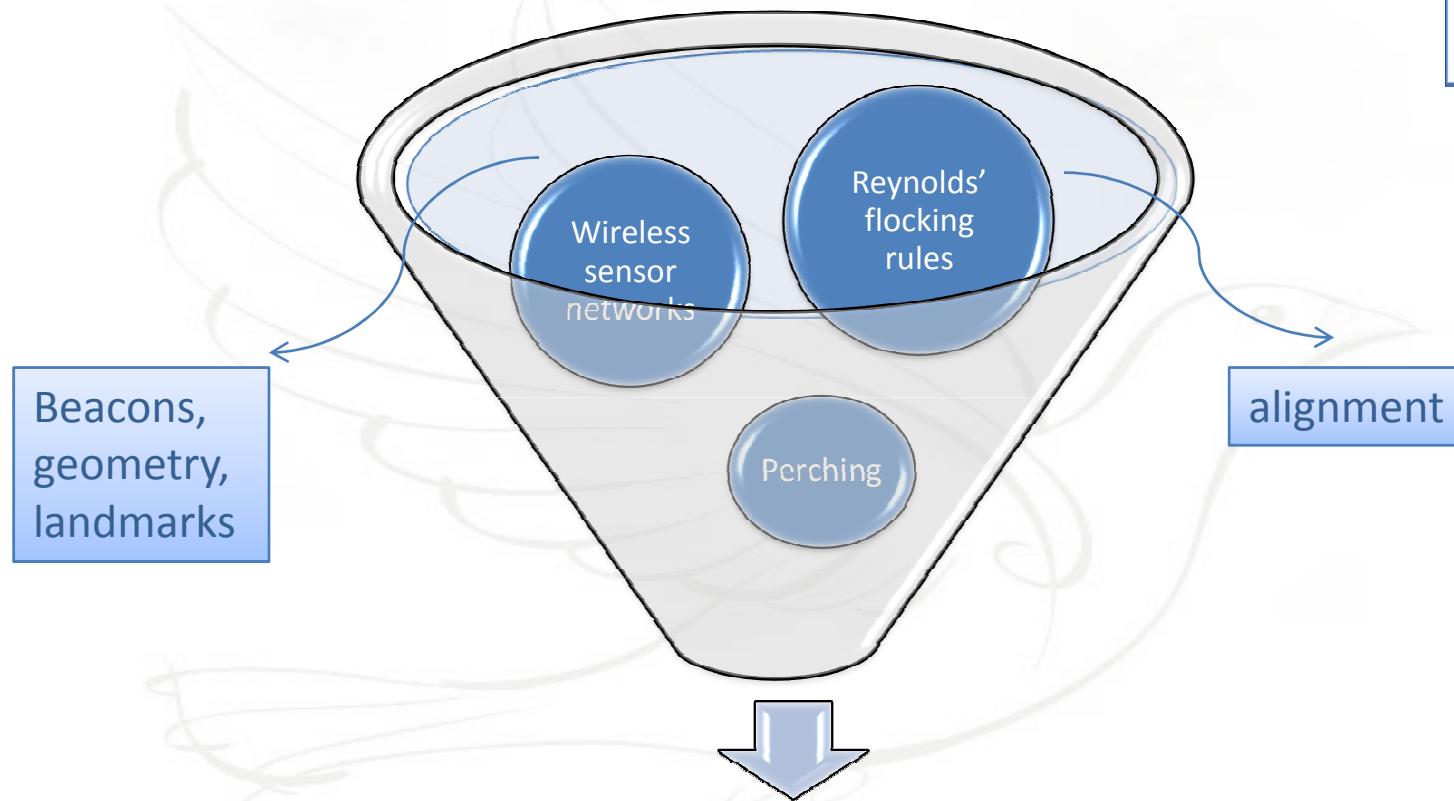 Wireless
sensor
networks
Reynolds’
flocking
rules
Perching
Beacons,
geometry,
landmarks
alignment